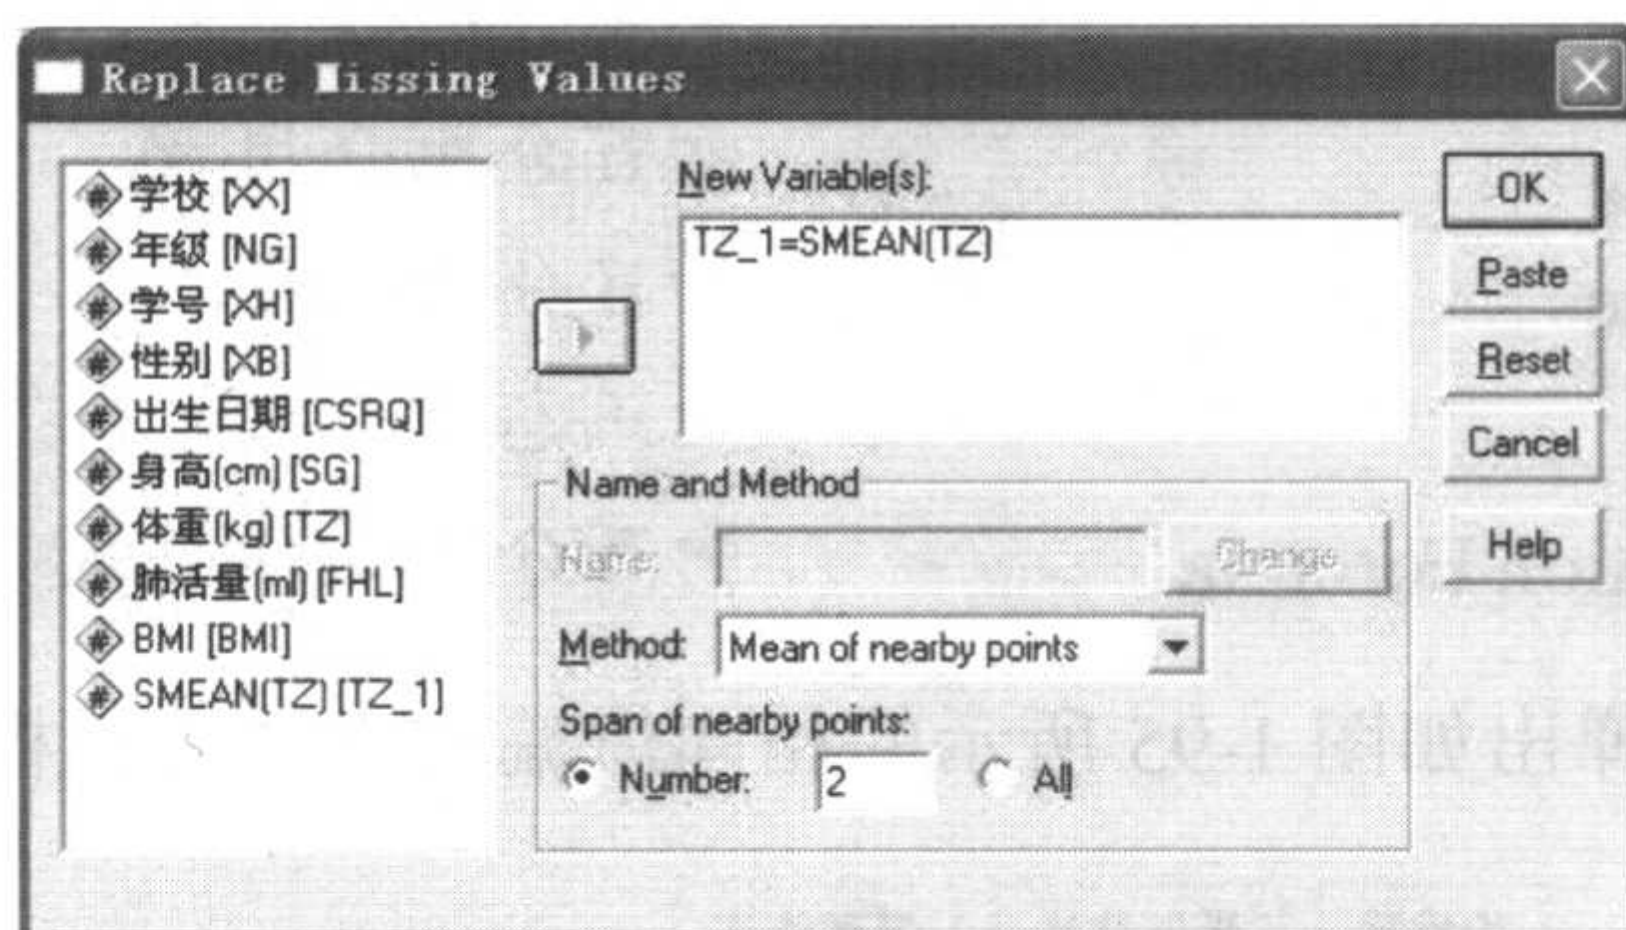 Replace Missing Values
学校 [XX]
年级 [NG]
学号 [XH]
性别 [XB]
出生日期 [CSRQ]
身高(cm) [SG]
体重(kg) [TZ]
肺活量(ml) [FHL]
BMI [BMI]
SMEAN(TZ) [TZ_1]
New Variable(s):
TZ_1=SMEAN(TZ)
Name and Method
Name:
Change
Method:
Mean of nearby points
Span of nearby points:
Number:
2
All
OK
Paste
Reset
Cancel
Help